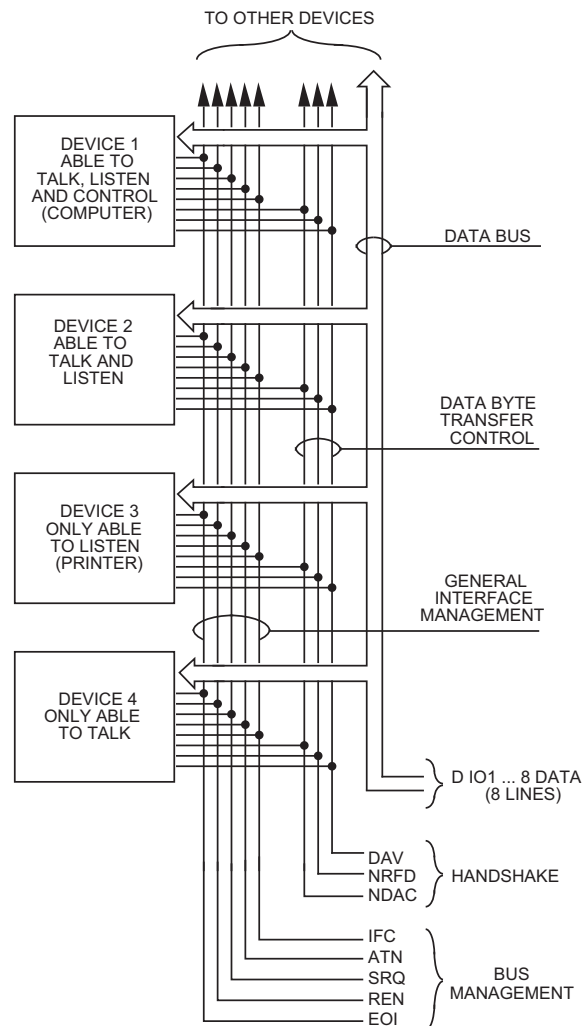 TO OTHER DEVICES
DEVICE 1
ABLE TO
TALK, LISTEN
AND CONTROL
(COMPUTER)
DATA BUS
DEVICE 2
ABLE TO
TALK AND
LISTEN
DATA BYTE
TRANSFER
CONTROL
DEVICE 3
ONLY ABLE
TO LISTEN
(PRINTER)
GENERAL
INTERFACE
MANAGEMENT
DEVICE 4
ONLY ABLE
TO TALK
D IO1 ... 8 DATA
(8 LINES)
DAV
NRFD
NDAC
HANDSHAKE
IFC
ATN
SRQ
REN
EOI
BUS
MANAGEMENT